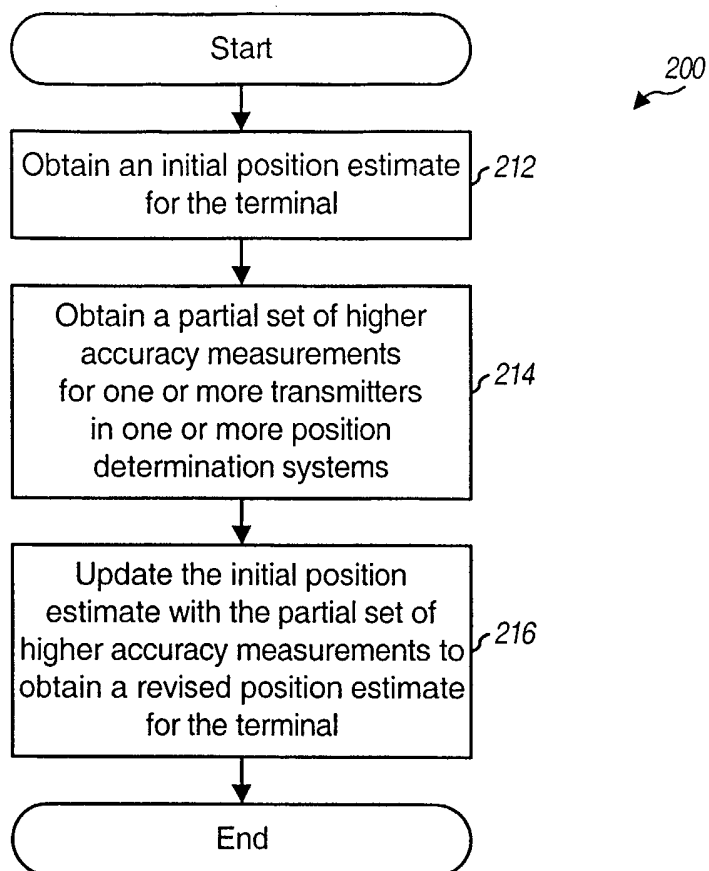 Start
200
Obtain an initial position estimate
for the terminal
212
Obtain a partial set of higher
accuracy measurements
for one or more transmitters
in one or more position
determination systems
214
Update the initial position
estimate with the partial set of
higher accuracy measurements to
obtain a revised position estimate
for the terminal
216
End